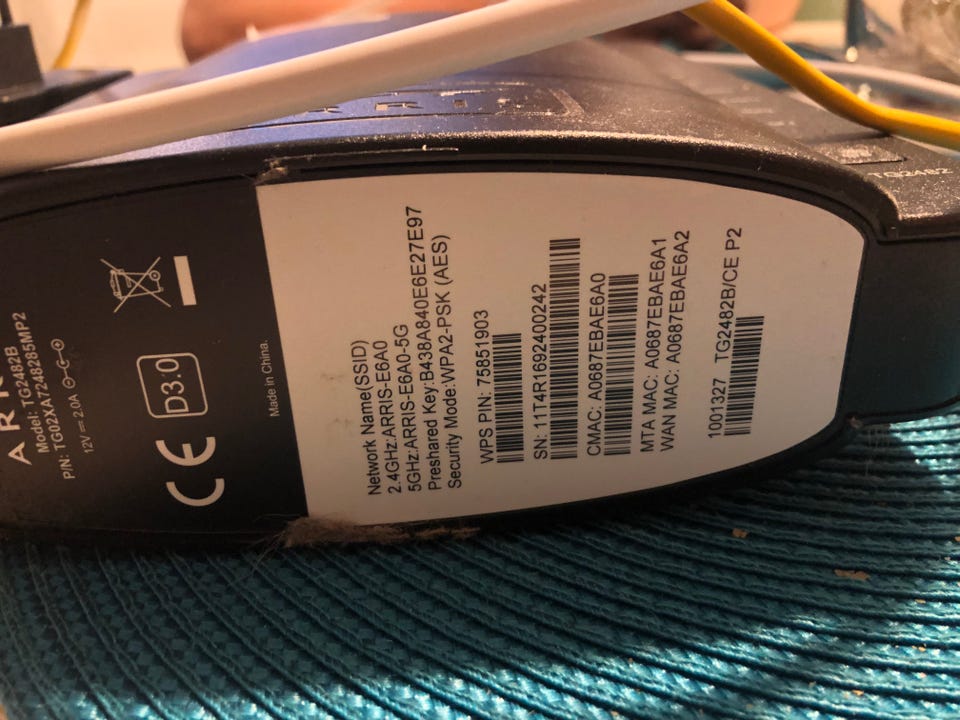 ARRIS
TG2482
Model: TG2482B
P/N: TG02XA7248285MP2
12V 2.0A
CE
D3.0
Made in China.
Network Name(SSID)
2.4GHz:ARRIS-E6A0
5GHz:ARRIS-E6A0-5G
Preshared Key:B438A840E6E27E97
Security Mode:WPA2-PSK (AES)
WPS PIN: 75851903
SN: 11T4R1692400242
CMAC: A0687EBAE6A0
MTA MAC: A0687EBAE6A1
WAN MAC: A0687EBAE6A2
1001327 TG2482B/CE P2